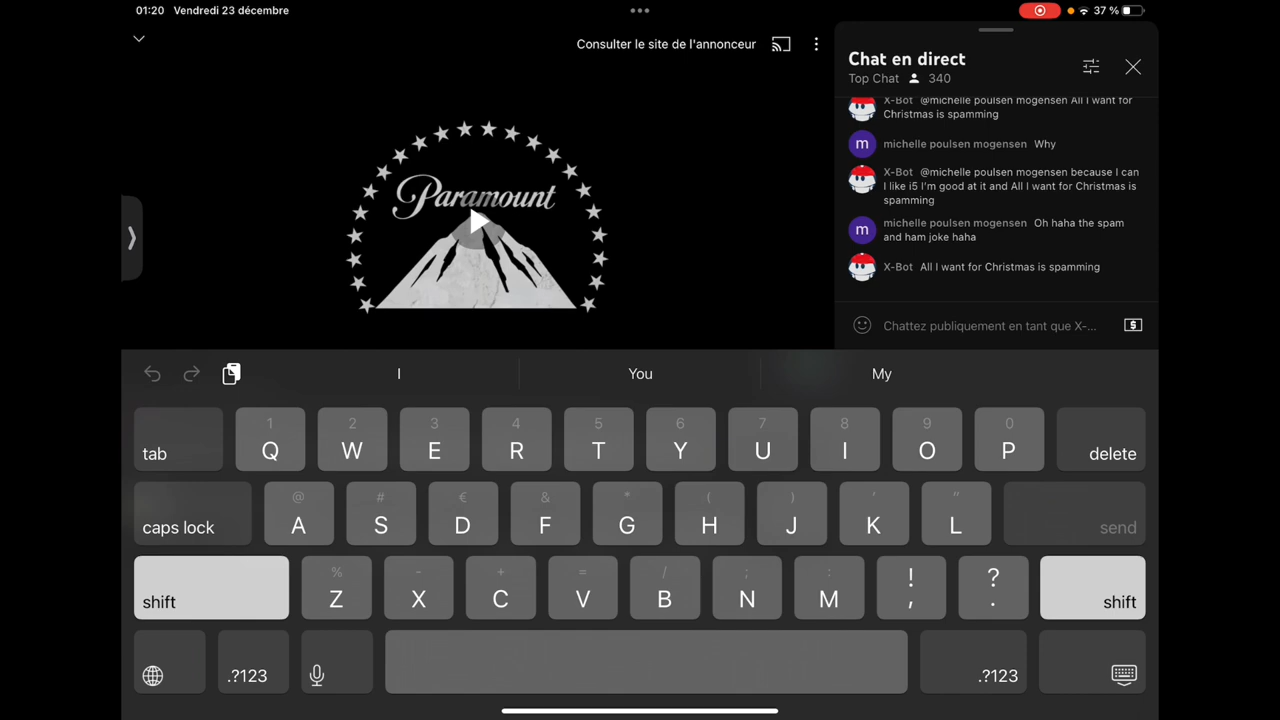 01:20 Vendredi 23 décembre
37 %
Consulter le site de l'annonceur
Paramount
Chat en direct
Top Chat 340
X-Bot @michelle poulsen mogensen All I want for
Christmas is spamming
m michelle poulsen mogensen Why
X-Bot @michelle poulsen mogensen because I can
I like i5 I'm good at it and All I want for Christmas is
spamming
m michelle poulsen mogensen Oh haha the spam
and ham joke haha
X-Bot All I want for Christmas is spamming
Chattez publiquement en tant que X-...
I You My
1 2 3 4 5 6 7 8 9 0
tab Q W E R T Y U I O P delete
@ # € & * ( ) ' "
caps lock A S D F G H J K L send
% - + = / ; : ! ?
shift Z X C V B N M , . shift
.?123 .?123